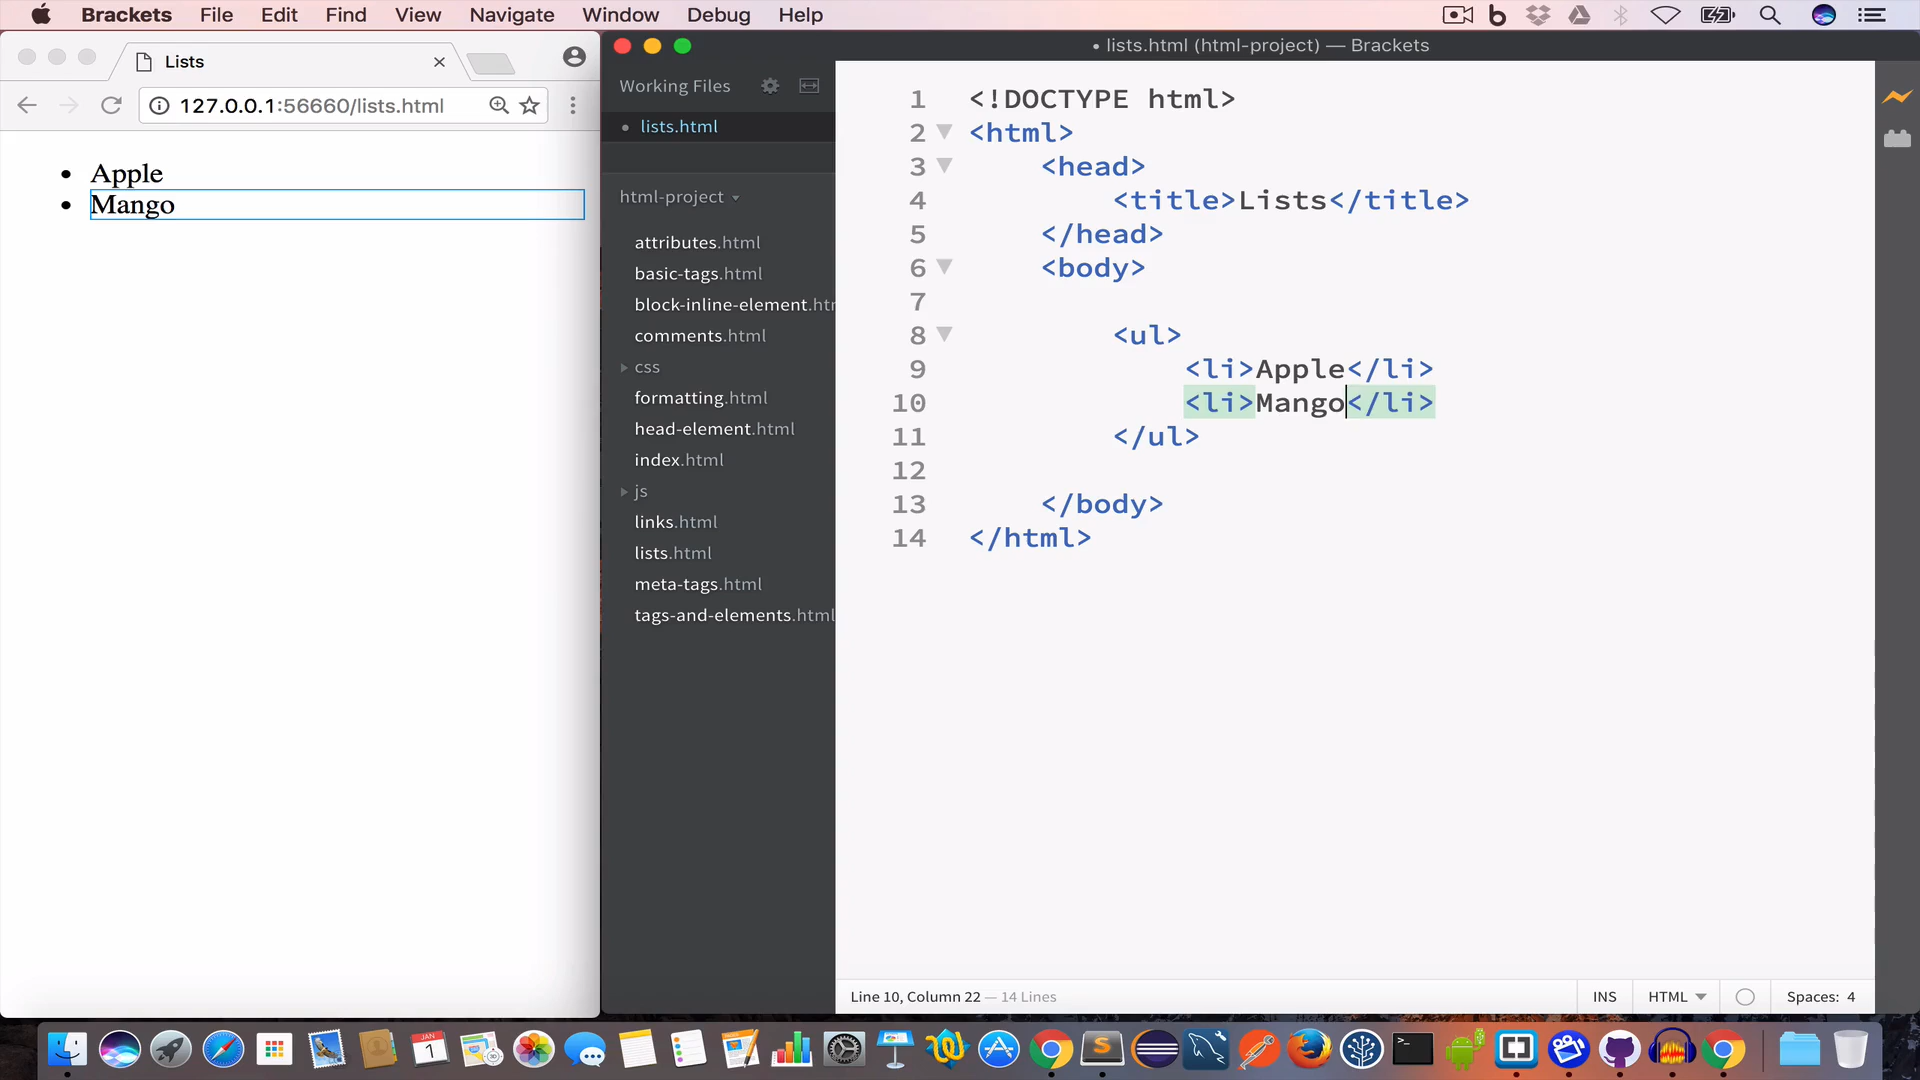 Brackets File Edit Find View Navigate Window Debug Help
Lists
127.0.0.1:56660/lists.html
• Apple
• Mango
• lists.html (html-project) — Brackets
Working Files
• lists.html
html-project
attributes.html
basic-tags.html
block-inline-element.htm
comments.html
css
formatting.html
head-element.html
index.html
js
links.html
lists.html
meta-tags.html
tags-and-elements.html
1 <!DOCTYPE html>
2 <html>
3 <head>
4 <title>Lists</title>
5 </head>
6 <body>
7
8 <ul>
9 <li>Apple</li>
10 <li>Mango</li>
11 </ul>
12
13 </body>
14 </html>
Line 10, Column 22 — 14 Lines
INS HTML Spaces: 4
JAN
1